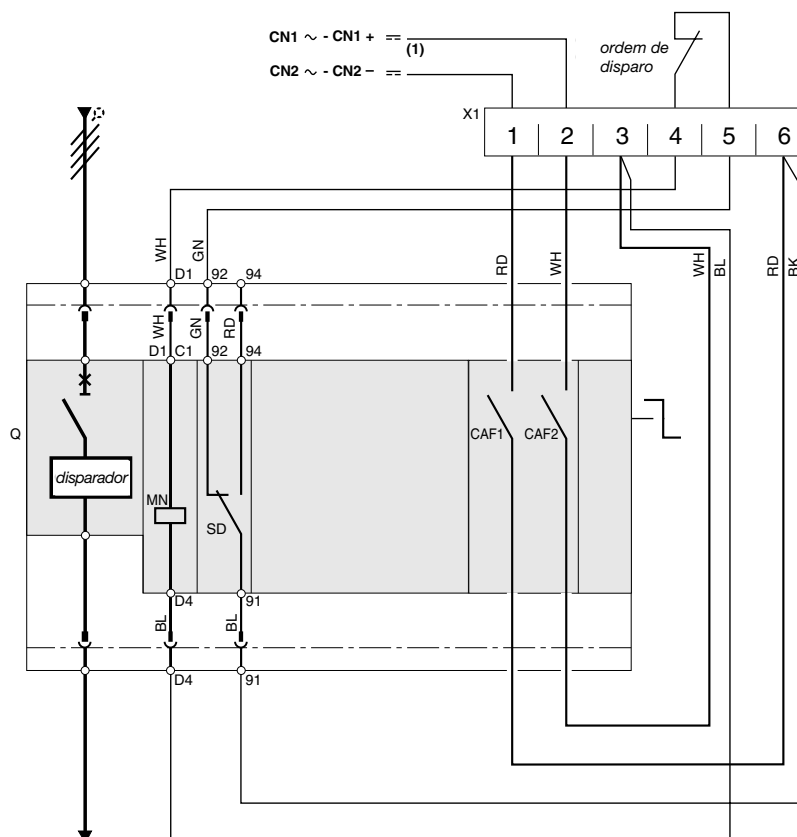 CN1 ~ - CN1 + ⎓
(1)
CN2 ~ - CN2 – ⎓
ordem de
disparo
X1
1 2 3 4 5 6
WH
GN
RD
WH
WH
BL
RD
D1 92 94
WH
GN
RD
D1 C1 92 94
Q
CAF1
CAF2
disparador
MN
SD
D4 91
BL
BL
D4 91